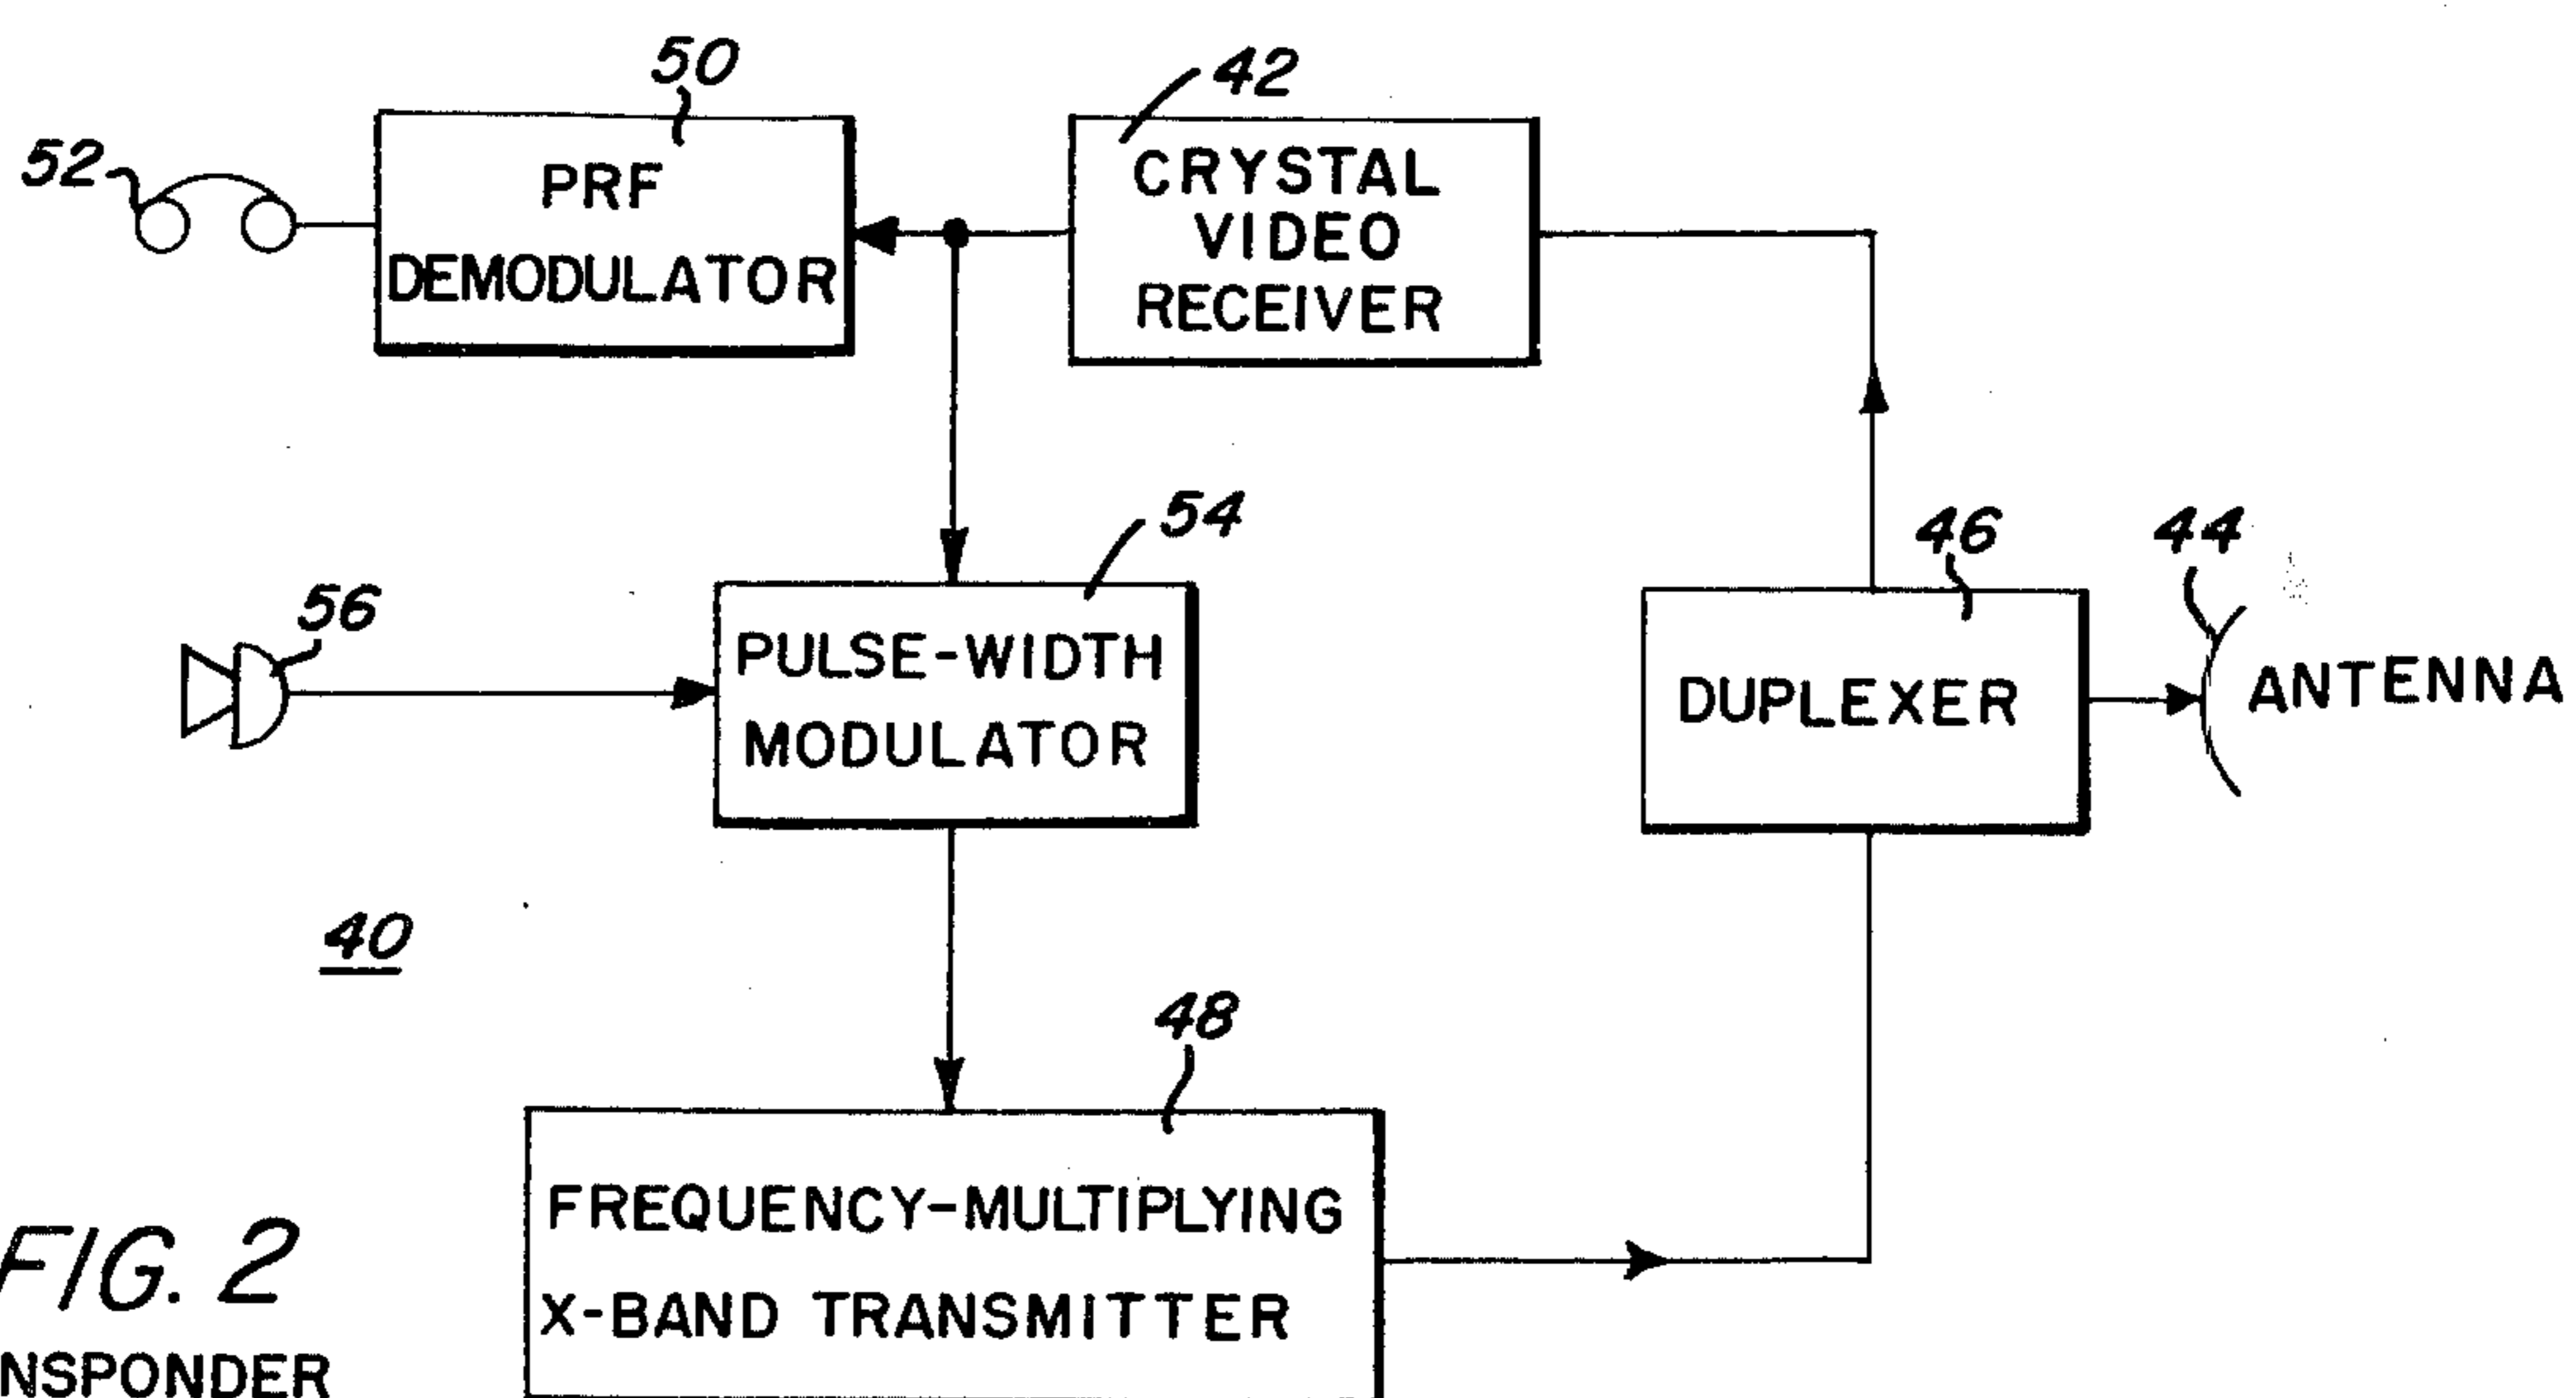 50
42
52
PRF
DEMODULATOR
CRYSTAL
VIDEO
RECEIVER
54
46
44
56
PULSE-WIDTH
MODULATOR
DUPLEXER
ANTENNA
40
48
FREQUENCY-MULTIPLYING
X-BAND TRANSMITTER
FIG. 2
NSPONDER